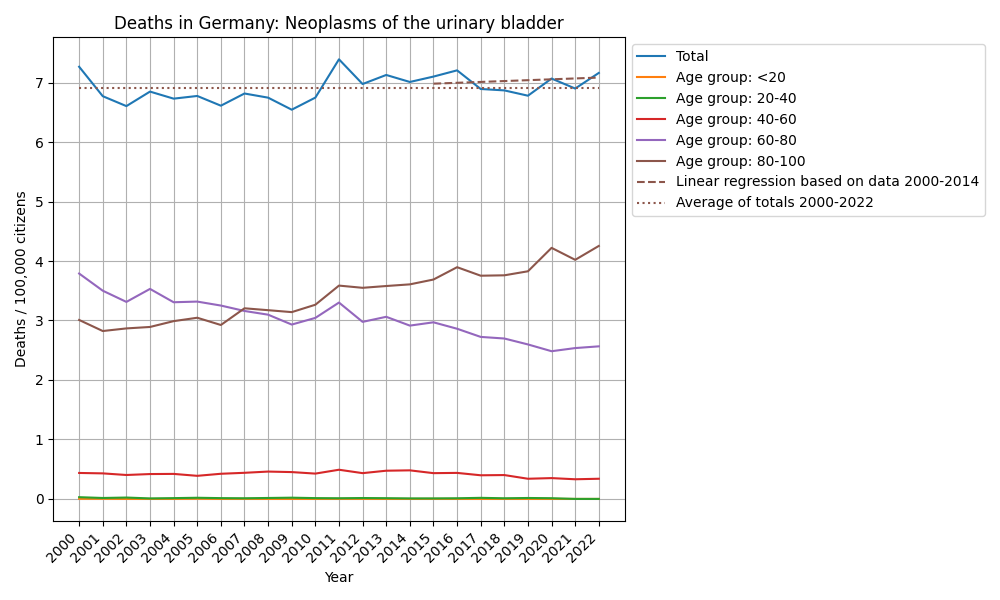 Deaths in Germany: Neoplasms of the urinary bladder
Deaths / 100,000 citizens
7
6
5
4
3
2
1
0
2000
2001
2002
2003
2004
2005
2006
2007
2008
2009
2010
2011
2012
2013
2014
2015
2016
2017
2018
2019
2020
2021
2022
Year
Total
Age group: <20
Age group: 20-40
Age group: 40-60
Age group: 60-80
Age group: 80-100
Linear regression based on data 2000-2014
Average of totals 2000-2022